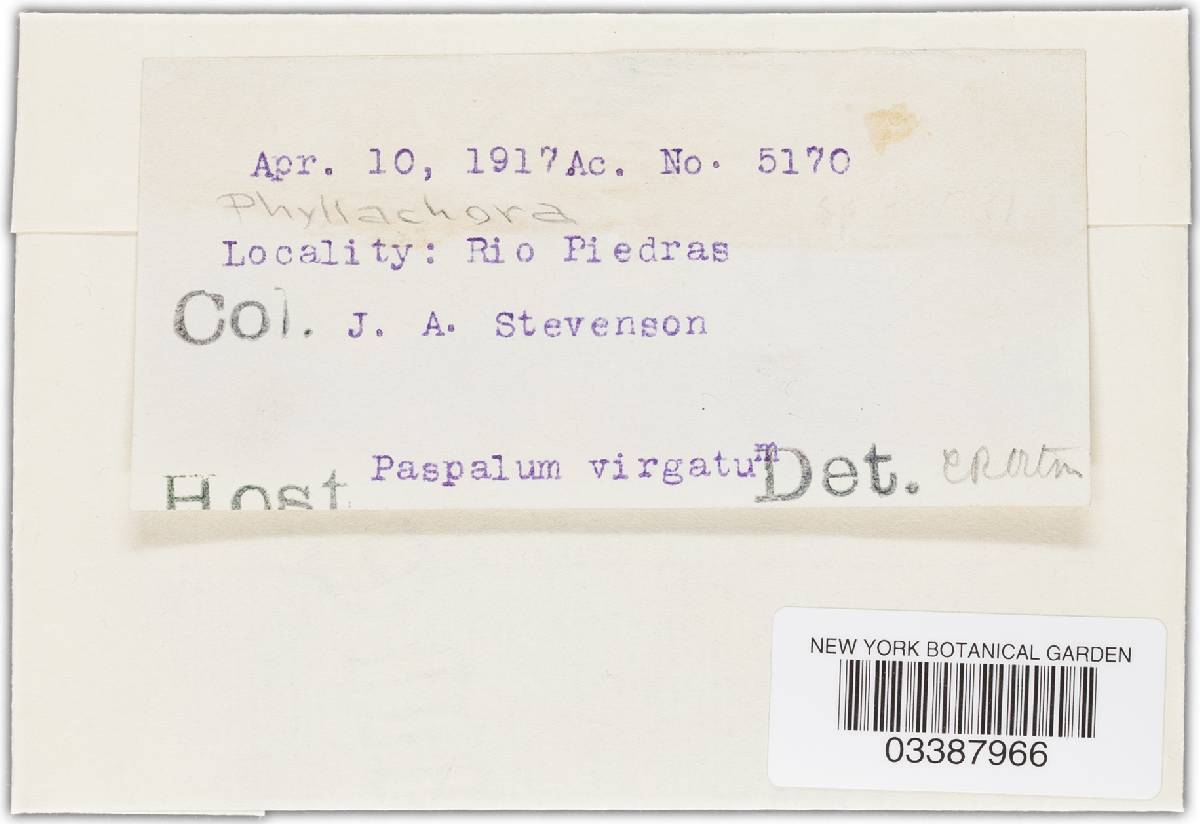 Apr. 10, 1917 Ac. No. 5170
Phyllachora
Locality: Rio Piedras
Col. J. A. Stevenson
Host Paspalum virgatum Det. CROrton
NEW YORK BOTANICAL GARDEN
03387966